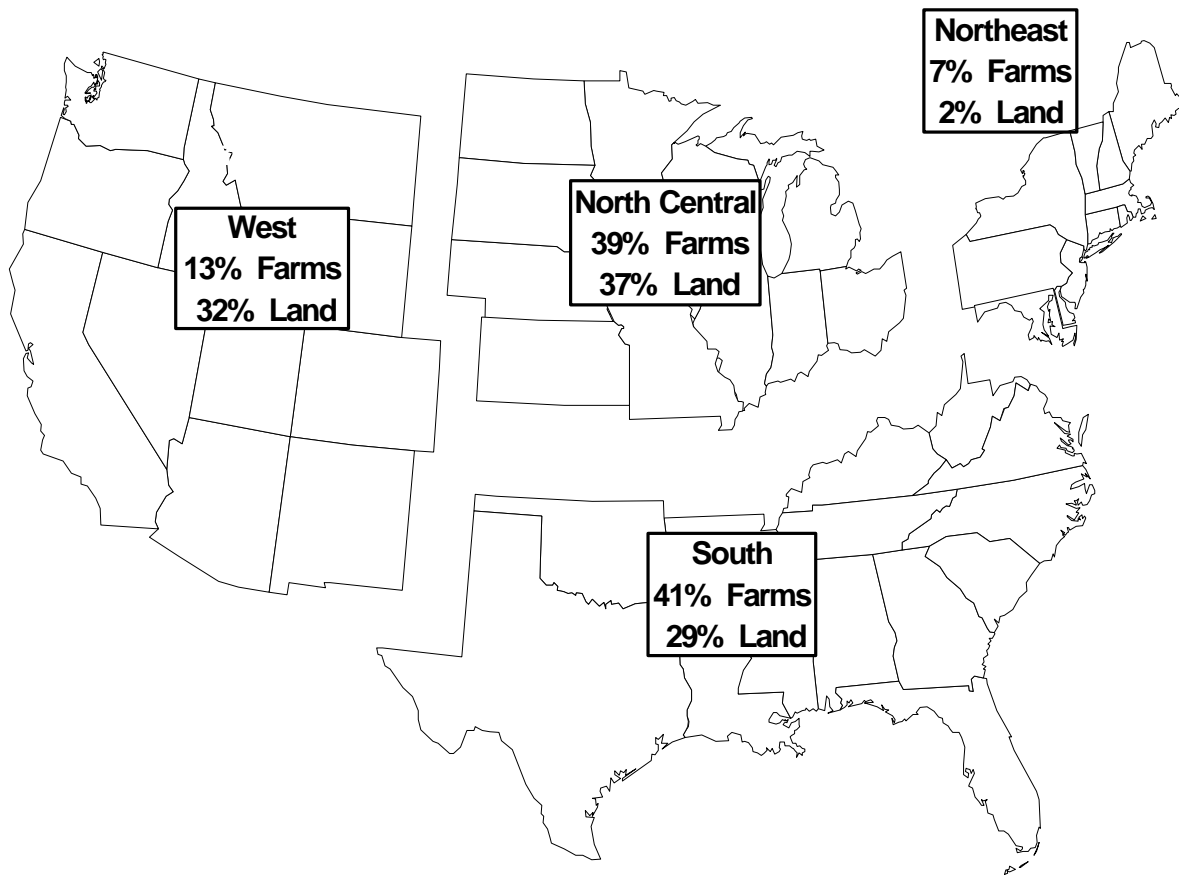 Northeast
7% Farms
2% Land
North Central
39% Farms
37% Land
West
13% Farms
32% Land
South
41% Farms
29% Land